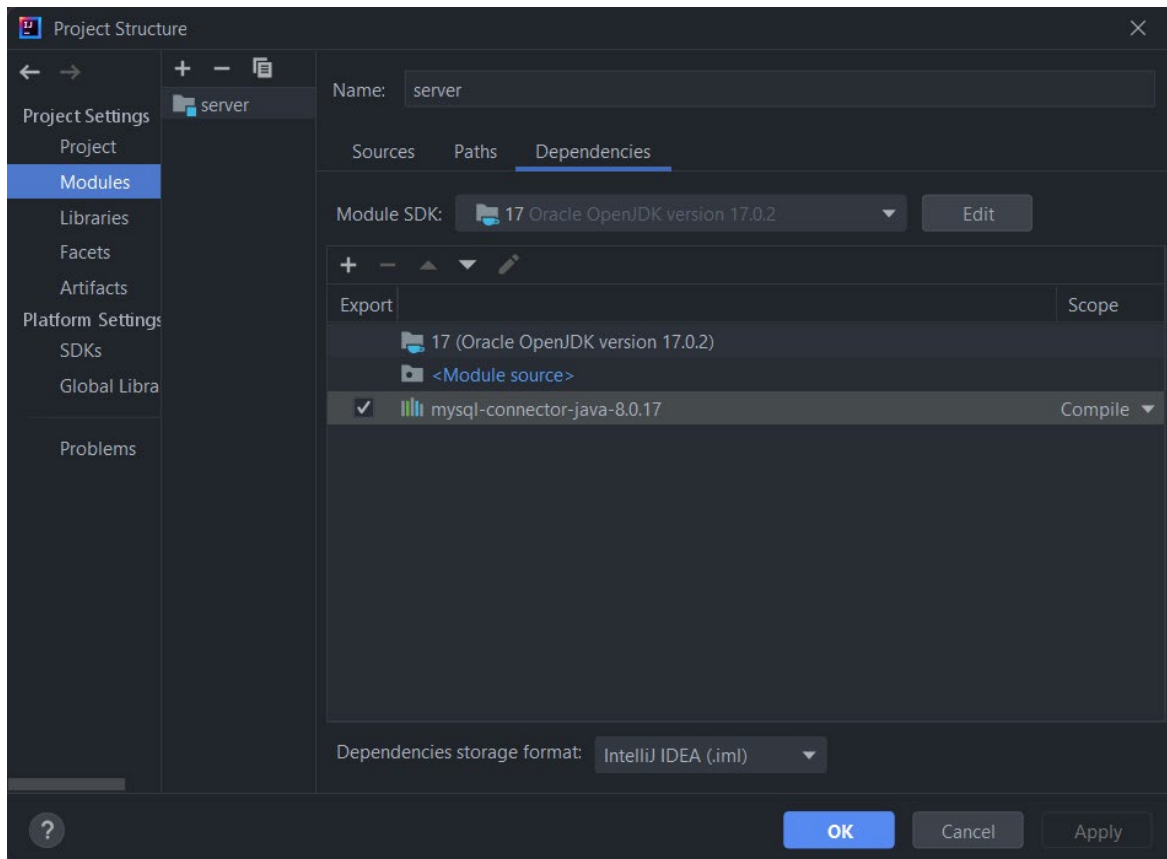 Project Structure
Project Settings
Project
Modules
Libraries
Facets
Artifacts
Platform Settings
SDKs
Global Libra
Problems
server
Name: server
Sources Paths Dependencies
Module SDK: 17 Oracle OpenJDK version 17.0.2 Edit
Export Scope
17 (Oracle OpenJDK version 17.0.2)
<Module source>
mysql-connector-java-8.0.17 Compile
Dependencies storage format: IntelliJ IDEA (.iml)
? OK Cancel Apply